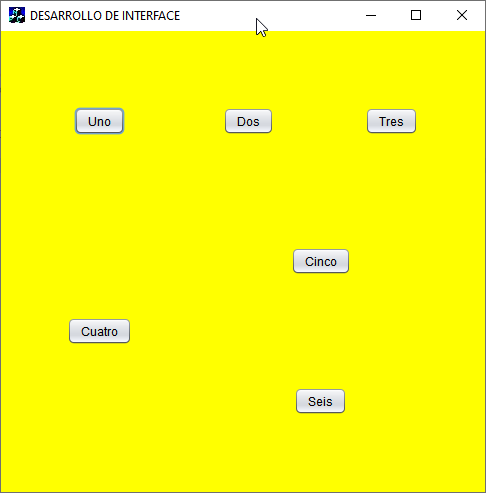 DESARROLLO DE INTERFACE
Uno
Dos
Tres
Cinco
Cuatro
Seis